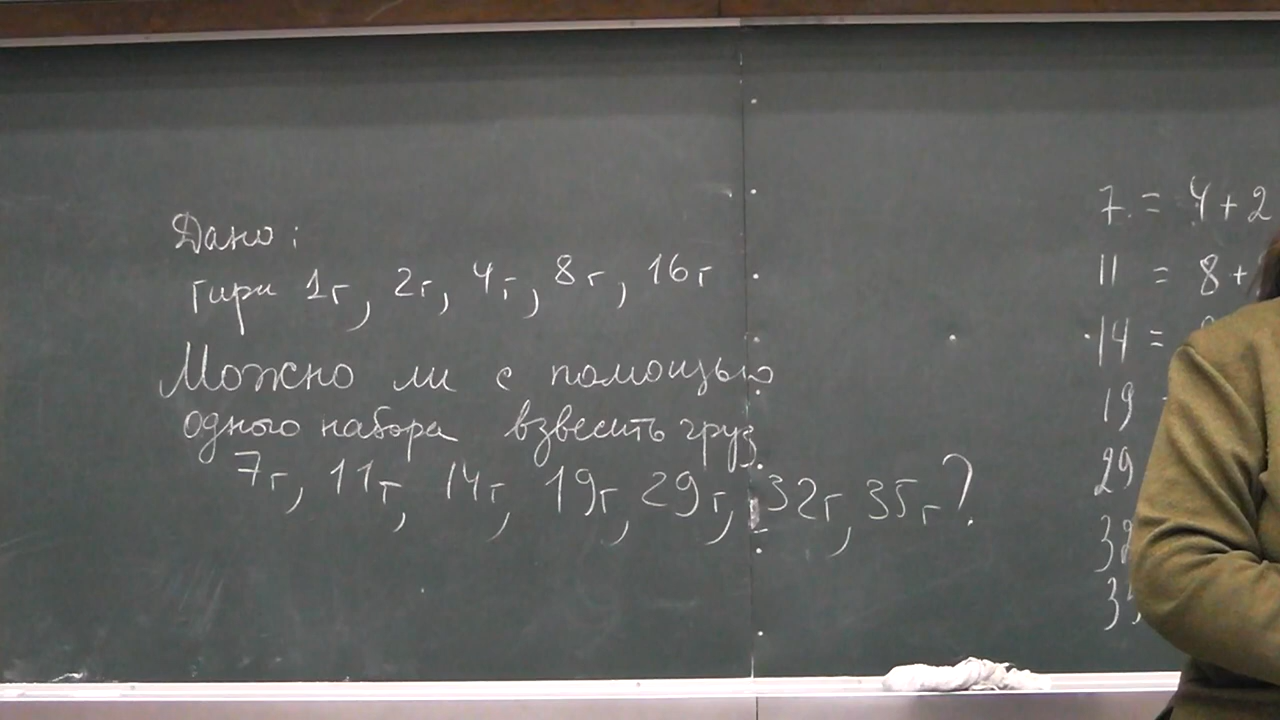 Дано:
гири 1г, 2г, 4г, 8г, 16г
Можно ли с помощью
одного набора взвесить груз
7г, 11г, 14г, 19г, 29г, 32г, 35г?
7 = 4 + 2
11 = 8 +
14 =
19
29
32